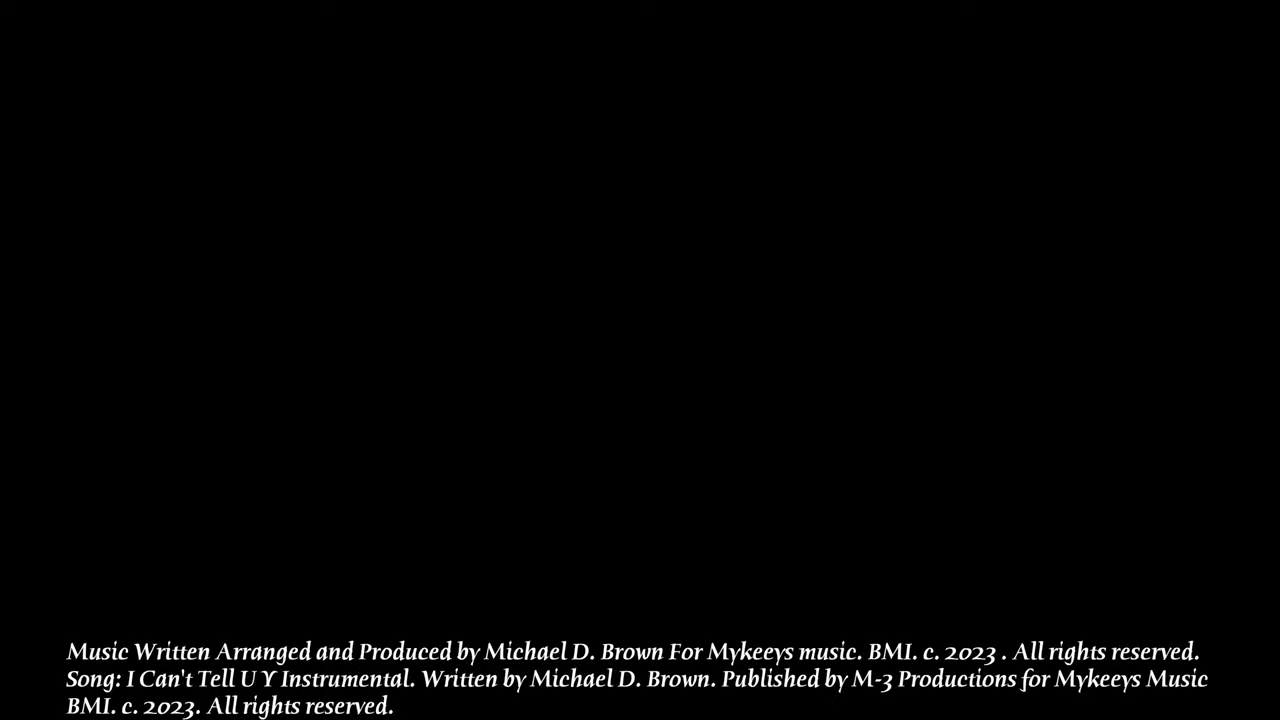 Music Written Arranged and Produced by Michael D. Brown For Mykeeys music. BMI. c. 2023 . All rights reserved.
Song: I Can't Tell U Y Instrumental. Written by Michael D. Brown. Published by M-3 Productions for Mykeeys Music
BMI. c. 2023. All rights reserved.